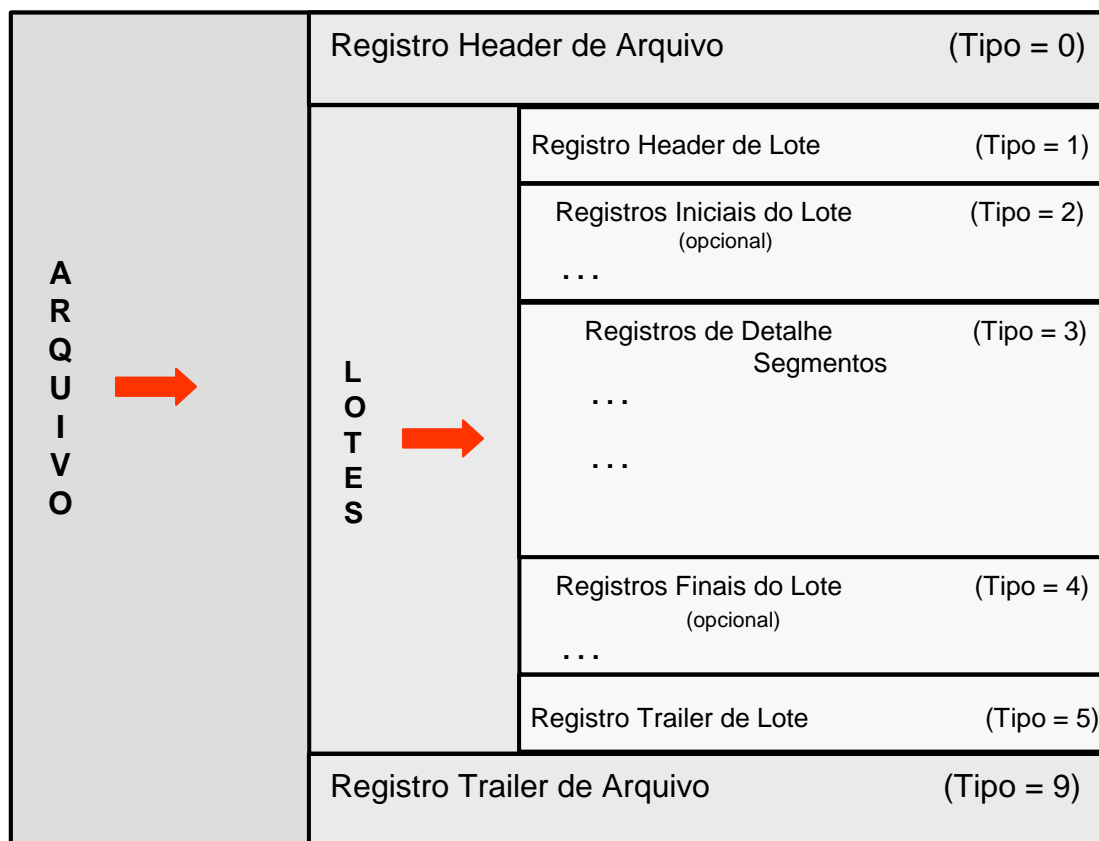 Registro Header de Arquivo (Tipo = 0)
ARQUIVO
LOTES
Registro Header de Lote (Tipo = 1)
Registros Iniciais do Lote (Tipo = 2)
(opcional)
...
Registros de Detalhe (Tipo = 3)
Segmentos
...
...
Registros Finais do Lote (Tipo = 4)
(opcional)
...
Registro Trailer de Lote (Tipo = 5)
Registro Trailer de Arquivo (Tipo = 9)